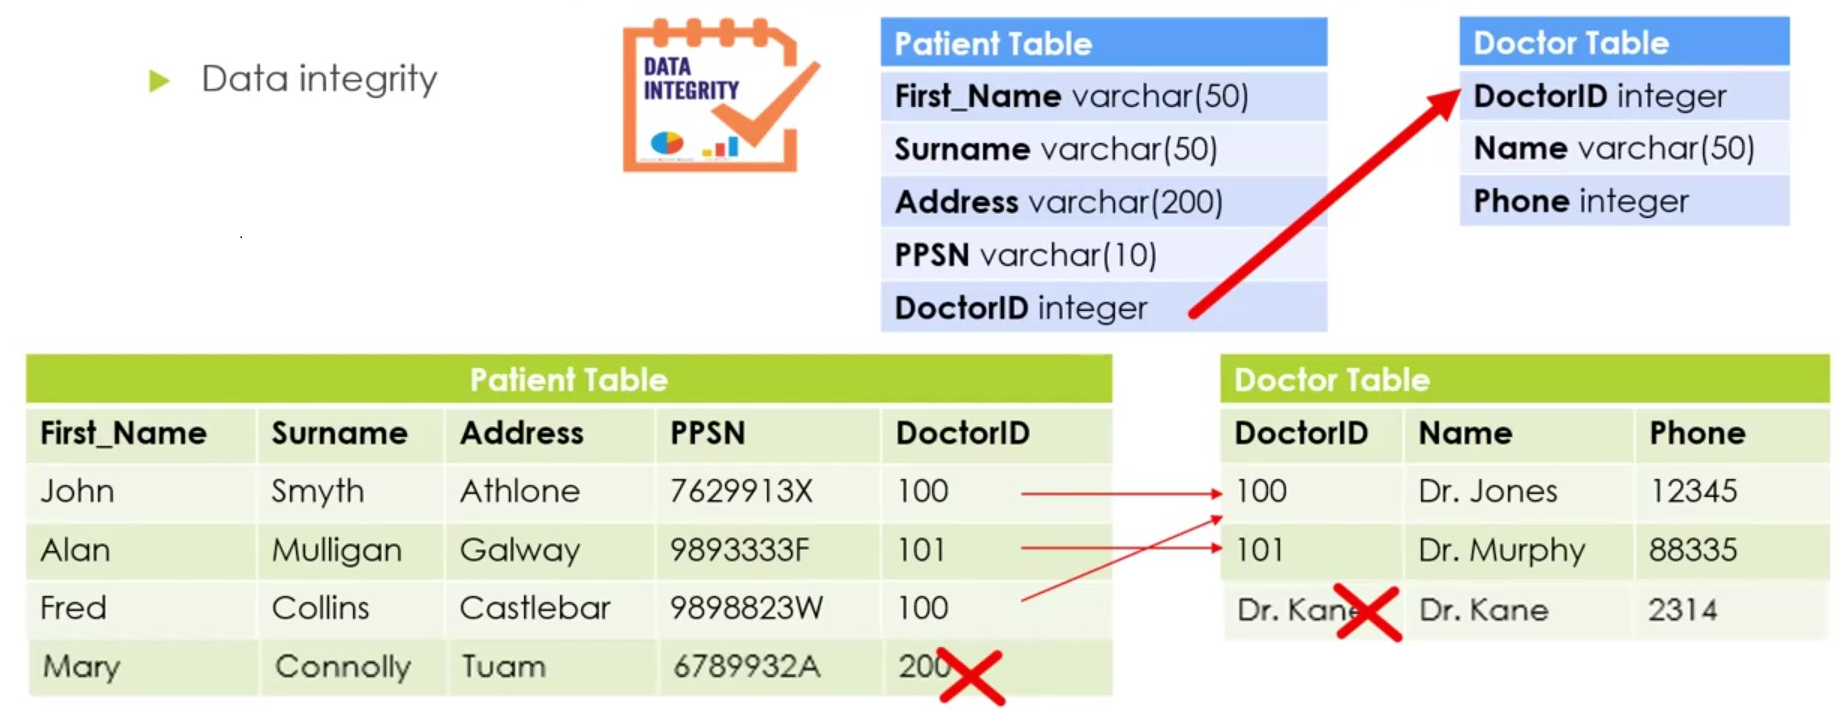 Data integrity
DATA
INTEGRITY
Patient Table
First_Name varchar(50)
Surname varchar(50)
Address varchar(200)
PPSN varchar(10)
DoctorID integer
Doctor Table
DoctorID integer
Name varchar(50)
Phone integer
Patient Table
First_Name Surname Address PPSN DoctorID
John Smyth Athlone 7629913X 100
Alan Mulligan Galway 9893333F 101
Fred Collins Castlebar 9898823W 100
Mary Connolly Tuam 6789932A 200
Doctor Table
DoctorID Name Phone
100 Dr. Jones 12345
101 Dr. Murphy 88335
Dr. Kane Dr. Kane 2314